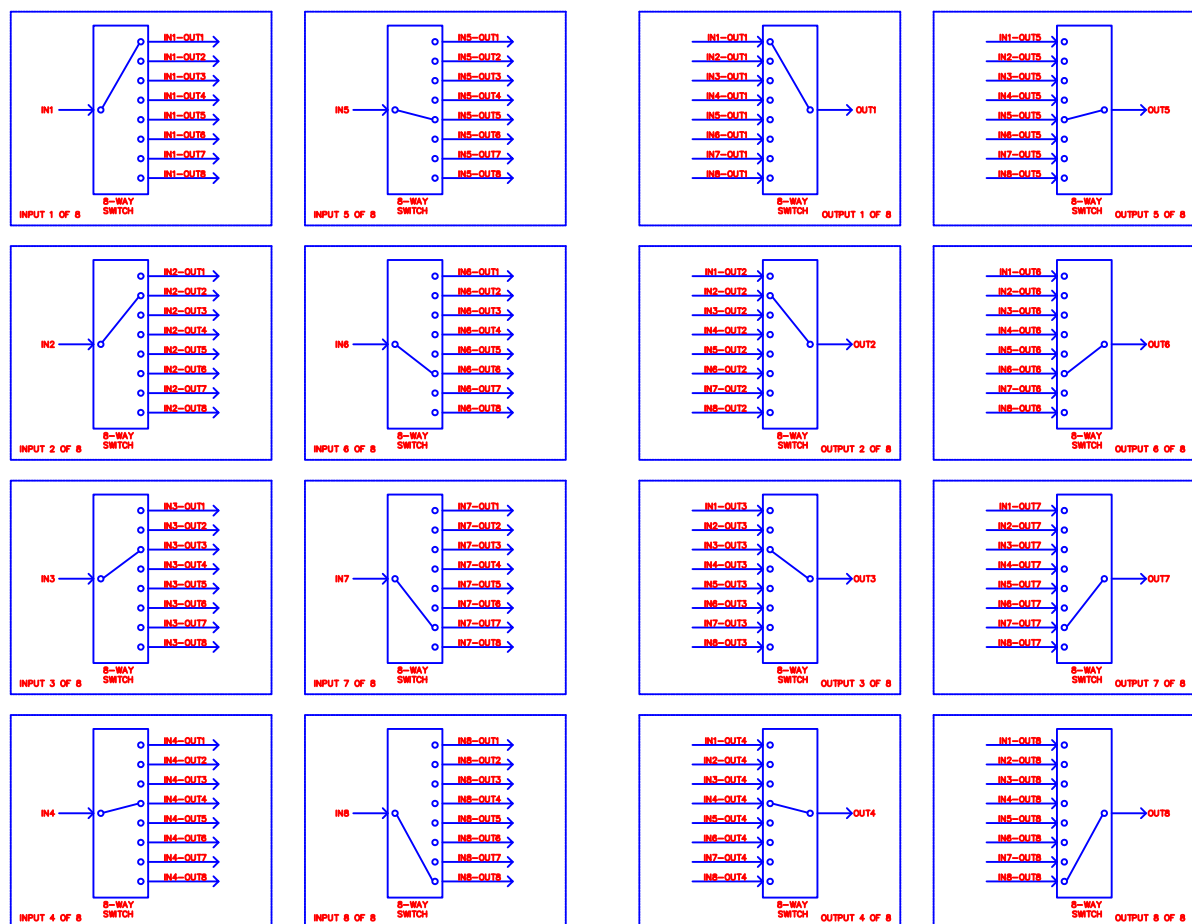 IN1-OUT1
IN1-OUT2
IN1-OUT3
IN1-OUT4
IN1
IN1-OUT5
IN1-OUT6
IN1-OUT7
IN1-OUT8
8-WAY
SWITCH
INPUT 1 OF 8
IN5-OUT1
IN5-OUT2
IN5-OUT3
IN5-OUT4
IN5
IN5-OUT5
IN5-OUT6
IN5-OUT7
IN5-OUT8
8-WAY
SWITCH
INPUT 5 OF 8
IN1-OUT1
IN2-OUT1
IN3-OUT1
IN4-OUT1
OUT1
IN5-OUT1
IN6-OUT1
IN7-OUT1
IN8-OUT1
8-WAY
SWITCH
OUTPUT 1 OF 8
IN1-OUT5
IN2-OUT5
IN3-OUT5
IN4-OUT5
OUT5
IN5-OUT5
IN6-OUT5
IN7-OUT5
IN8-OUT5
8-WAY
SWITCH
OUTPUT 5 OF 8
IN2-OUT1
IN2-OUT2
IN2-OUT3
IN2-OUT4
IN2
IN2-OUT5
IN2-OUT6
IN2-OUT7
IN2-OUT8
8-WAY
SWITCH
INPUT 2 OF 8
IN6-OUT1
IN6-OUT2
IN6-OUT3
IN6-OUT4
IN6
IN6-OUT5
IN6-OUT6
IN6-OUT7
IN6-OUT8
8-WAY
SWITCH
INPUT 6 OF 8
IN1-OUT2
IN2-OUT2
IN3-OUT2
IN4-OUT2
OUT2
IN5-OUT2
IN6-OUT2
IN7-OUT2
IN8-OUT2
8-WAY
SWITCH
OUTPUT 2 OF 8
IN1-OUT6
IN2-OUT6
IN3-OUT6
IN4-OUT6
OUT6
IN5-OUT6
IN6-OUT6
IN7-OUT6
IN8-OUT6
8-WAY
SWITCH
OUTPUT 6 OF 8
IN3-OUT1
IN3-OUT2
IN3-OUT3
IN3-OUT4
IN3
IN3-OUT5
IN3-OUT6
IN3-OUT7
IN3-OUT8
8-WAY
SWITCH
INPUT 3 OF 8
IN7-OUT1
IN7-OUT2
IN7-OUT3
IN7-OUT4
IN7
IN7-OUT5
IN7-OUT6
IN7-OUT7
IN7-OUT8
8-WAY
SWITCH
INPUT 7 OF 8
IN1-OUT3
IN2-OUT3
IN3-OUT3
IN4-OUT3
OUT3
IN5-OUT3
IN6-OUT3
IN7-OUT3
IN8-OUT3
8-WAY
SWITCH
OUTPUT 3 OF 8
IN1-OUT7
IN2-OUT7
IN3-OUT7
IN4-OUT7
OUT7
IN5-OUT7
IN6-OUT7
IN7-OUT7
IN8-OUT7
8-WAY
SWITCH
OUTPUT 7 OF 8
IN4-OUT1
IN4-OUT2
IN4-OUT3
IN4-OUT4
IN4
IN4-OUT5
IN4-OUT6
IN4-OUT7
IN4-OUT8
8-WAY
SWITCH
INPUT 4 OF 8
IN8-OUT1
IN8-OUT2
IN8-OUT3
IN8-OUT4
IN8
IN8-OUT5
IN8-OUT6
IN8-OUT7
IN8-OUT8
8-WAY
SWITCH
INPUT 8 OF 8
IN1-OUT4
IN2-OUT4
IN3-OUT4
IN4-OUT4
OUT4
IN5-OUT4
IN6-OUT4
IN7-OUT4
IN8-OUT4
8-WAY
SWITCH
OUTPUT 4 OF 8
IN1-OUT8
IN2-OUT8
IN3-OUT8
IN4-OUT8
OUT8
IN5-OUT8
IN6-OUT8
IN7-OUT8
IN8-OUT8
8-WAY
SWITCH
OUTPUT 8 OF 8